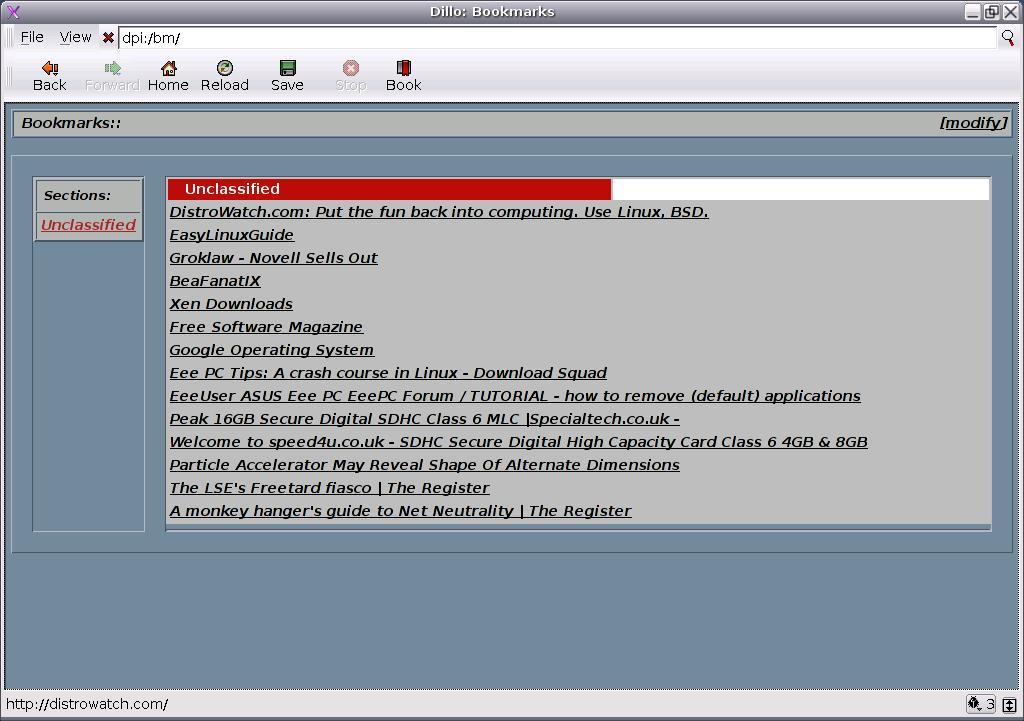 Dillo: Bookmarks
File View dpi:/bm/
Back Forward Home Reload Save Stop Book
Bookmarks:: [modify]
Sections:
Unclassified
Unclassified
DistroWatch.com: Put the fun back into computing. Use Linux, BSD.
EasyLinuxGuide
Groklaw - Novell Sells Out
BeaFanatIX
Xen Downloads
Free Software Magazine
Google Operating System
Eee PC Tips: A crash course in Linux - Download Squad
EeeUser ASUS Eee PC EeePC Forum / TUTORIAL - how to remove (default) applications
Peak 16GB Secure Digital SDHC Class 6 MLC |Specialtech.co.uk -
Welcome to speed4u.co.uk - SDHC Secure Digital High Capacity Card Class 6 4GB & 8GB
Particle Accelerator May Reveal Shape Of Alternate Dimensions
The LSE's Freetard fiasco | The Register
A monkey hanger's guide to Net Neutrality | The Register
http://distrowatch.com/ 3